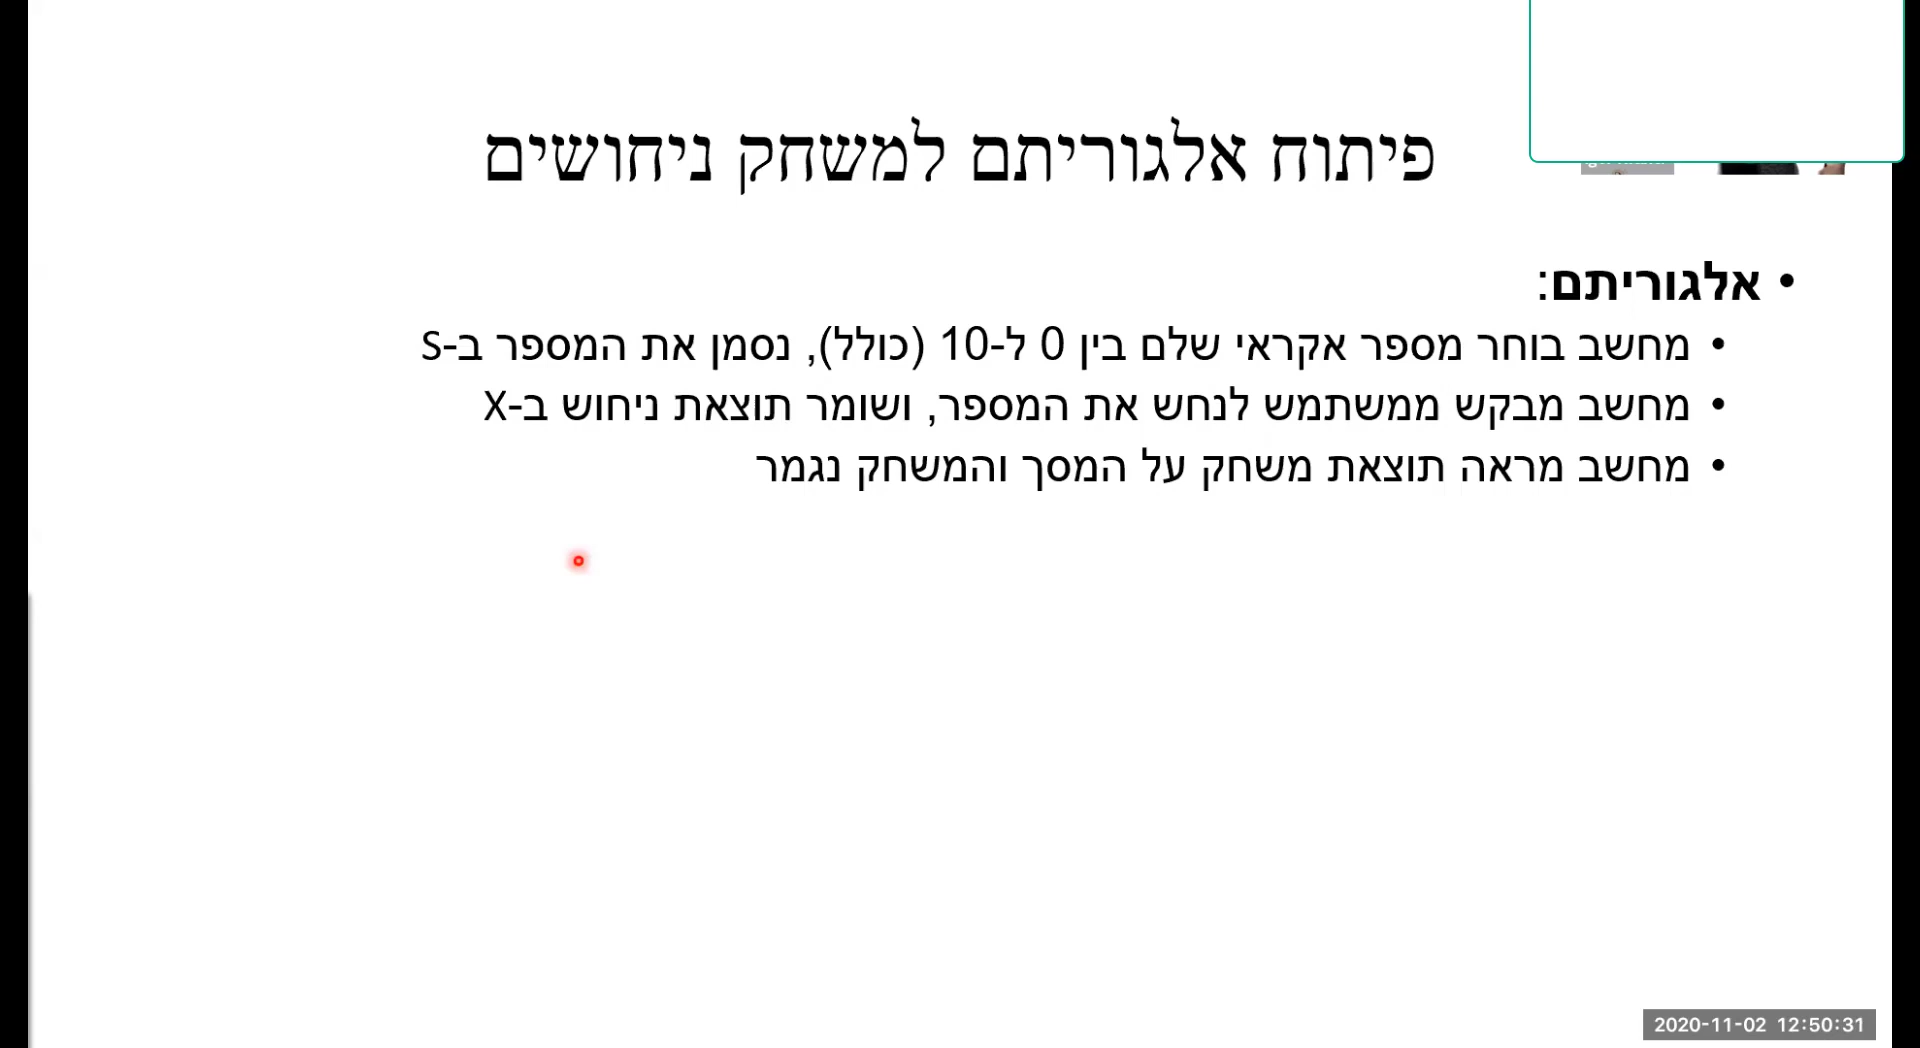 פיתוח אלגוריתם למשחק ניחושים
• אלגוריתם:
• מחשב בוחר מספר אקראי שלם בין 0 ל-10 (כולל), נסמן את המספר ב-S
• מחשב מבקש ממשתמש לנחש את המספר, ושומר תוצאת ניחוש ב-X
• מחשב מראה תוצאת משחק על המסך והמשחק נגמר
2020-11-02 12:50:31